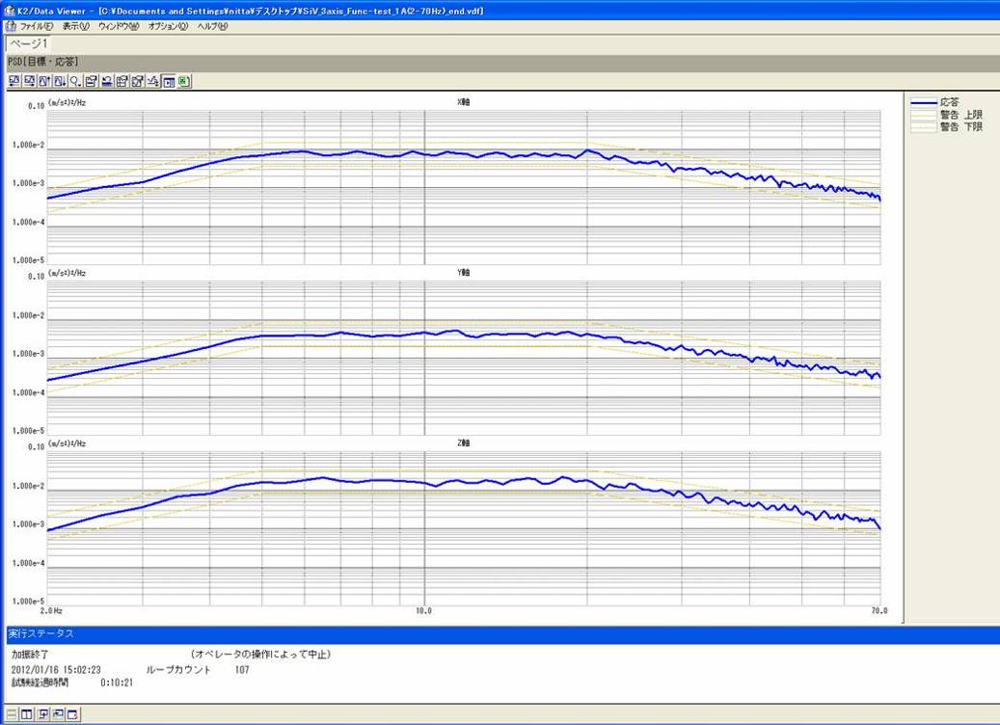 K2/Data Viewer - [C:¥Documents and Settings¥nitta¥デスクトップ¥SiV_3axis_Func-test_1A(2-70Hz)_end.vdf]
ファイル(F) 表示(V) ウィンドウ(W) オプション(O) ヘルプ(H)
ページ1
PSD[目標・応答]
0.10 (m/s²)²/Hz X軸
応答
警告 上限
警告 下限
1.000e-2
1.000e-3
1.000e-4
1.000e-5
0.10 (m/s²)²/Hz Y軸
1.000e-2
1.000e-3
1.000e-4
1.000e-5
0.10 (m/s²)²/Hz Z軸
1.000e-2
1.000e-3
1.000e-4
1.000e-5
2.0Hz 10.0 70.0
実行ステータス
加振終了 (オペレータの操作によって中止)
2012/01/16 15:02:23 ループカウント 107
試験経過時間 0:10:21